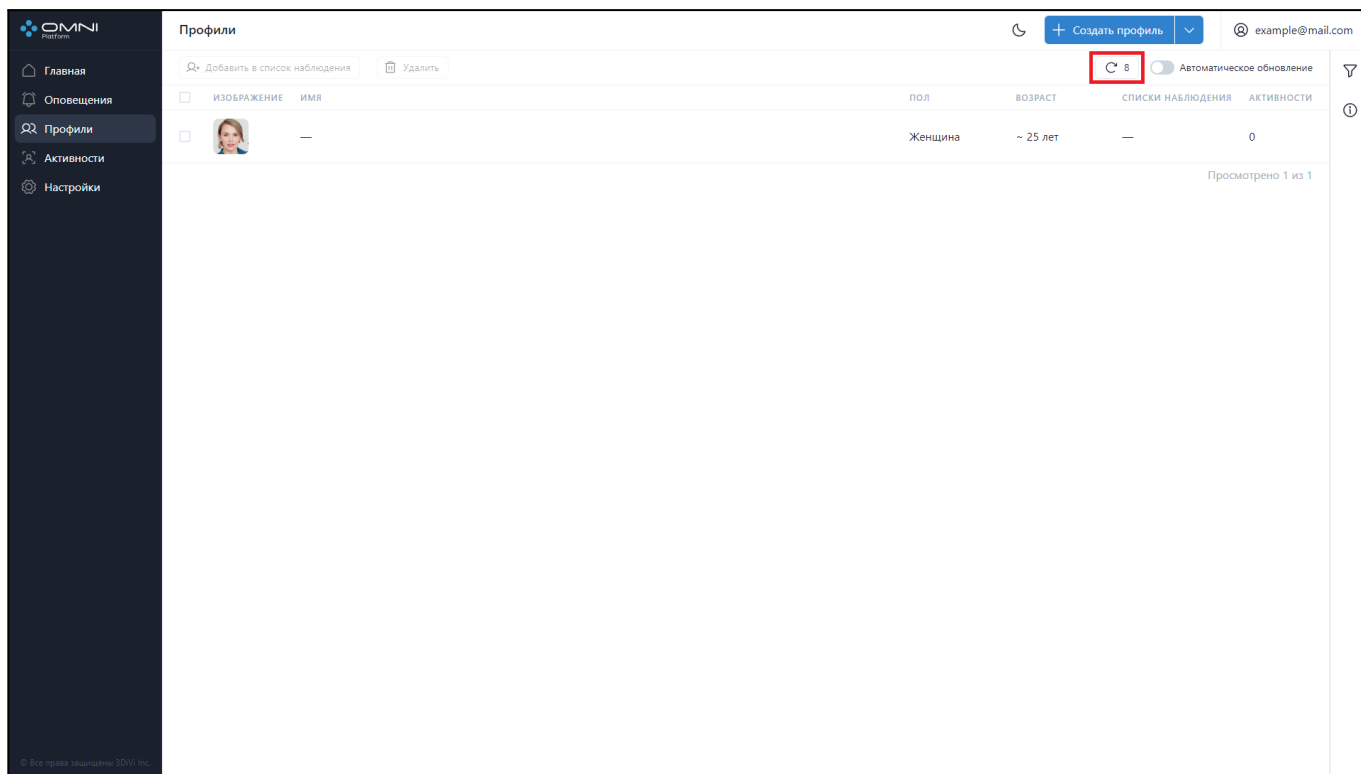 OMNI
Platform
Профили
Создать профиль
example@mail.com
Главная
Оповещения
Профили
Активности
Настройки
Добавить в список наблюдения
Удалить
8
Автоматическое обновление
ИЗОБРАЖЕНИЕ ИМЯ ПОЛ ВОЗРАСТ СПИСКИ НАБЛЮДЕНИЯ АКТИВНОСТИ
— Женщина ~ 25 лет — 0
Просмотрено 1 из 1
© Все права защищены 3DiVi Inc.